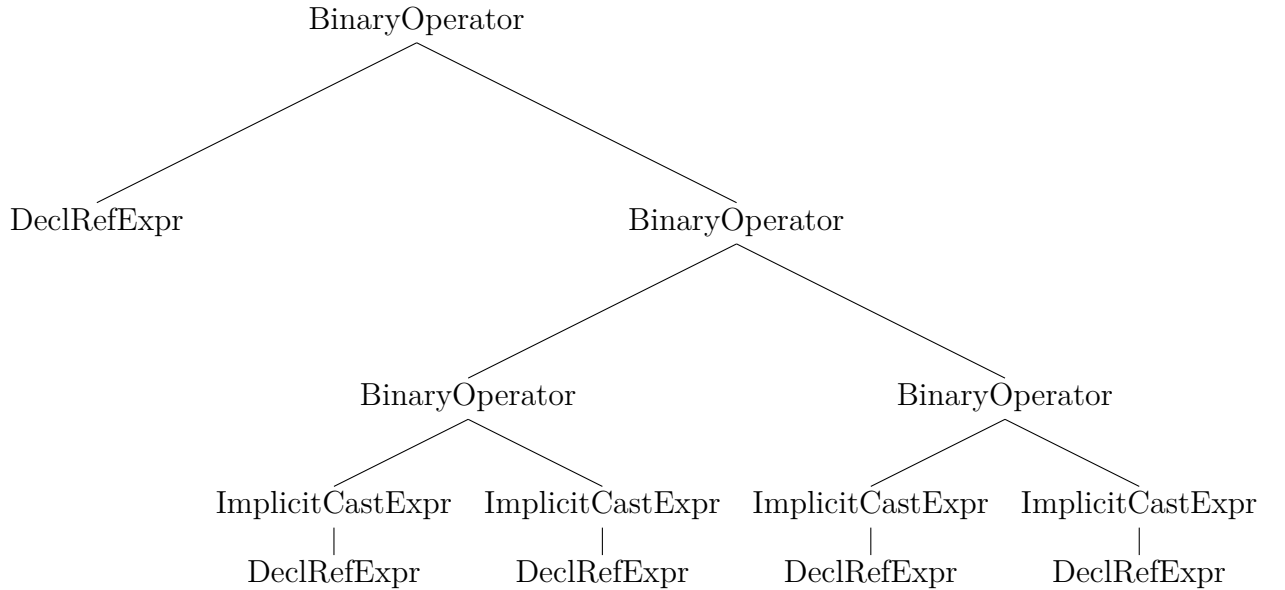 BinaryOperator
DeclRefExpr BinaryOperator
BinaryOperator BinaryOperator
ImplicitCastExpr ImplicitCastExpr ImplicitCastExpr ImplicitCastExpr
DeclRefExpr DeclRefExpr DeclRefExpr DeclRefExpr